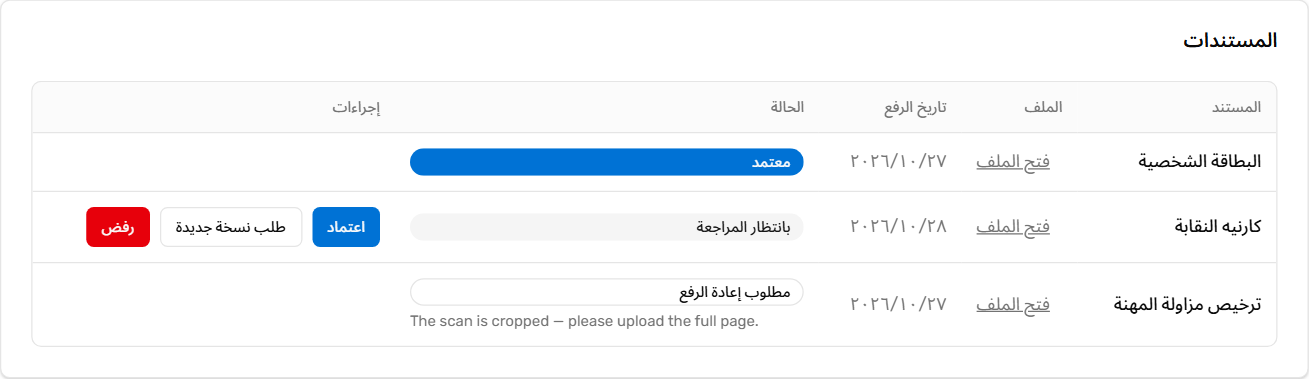 المستندات
المستند الملف تاريخ الرفع الحالة إجراءات
البطاقة الشخصية فتح الملف ٢٠٢٦/١٠/٢٧ معتمد
كارنيه النقابة فتح الملف ٢٠٢٦/١٠/٢٨ بانتظار المراجعة اعتماد طلب نسخة جديدة رفض
ترخيص مزاولة المهنة فتح الملف ٢٠٢٦/١٠/٢٧ مطلوب إعادة الرفع
The scan is cropped — please upload the full page.